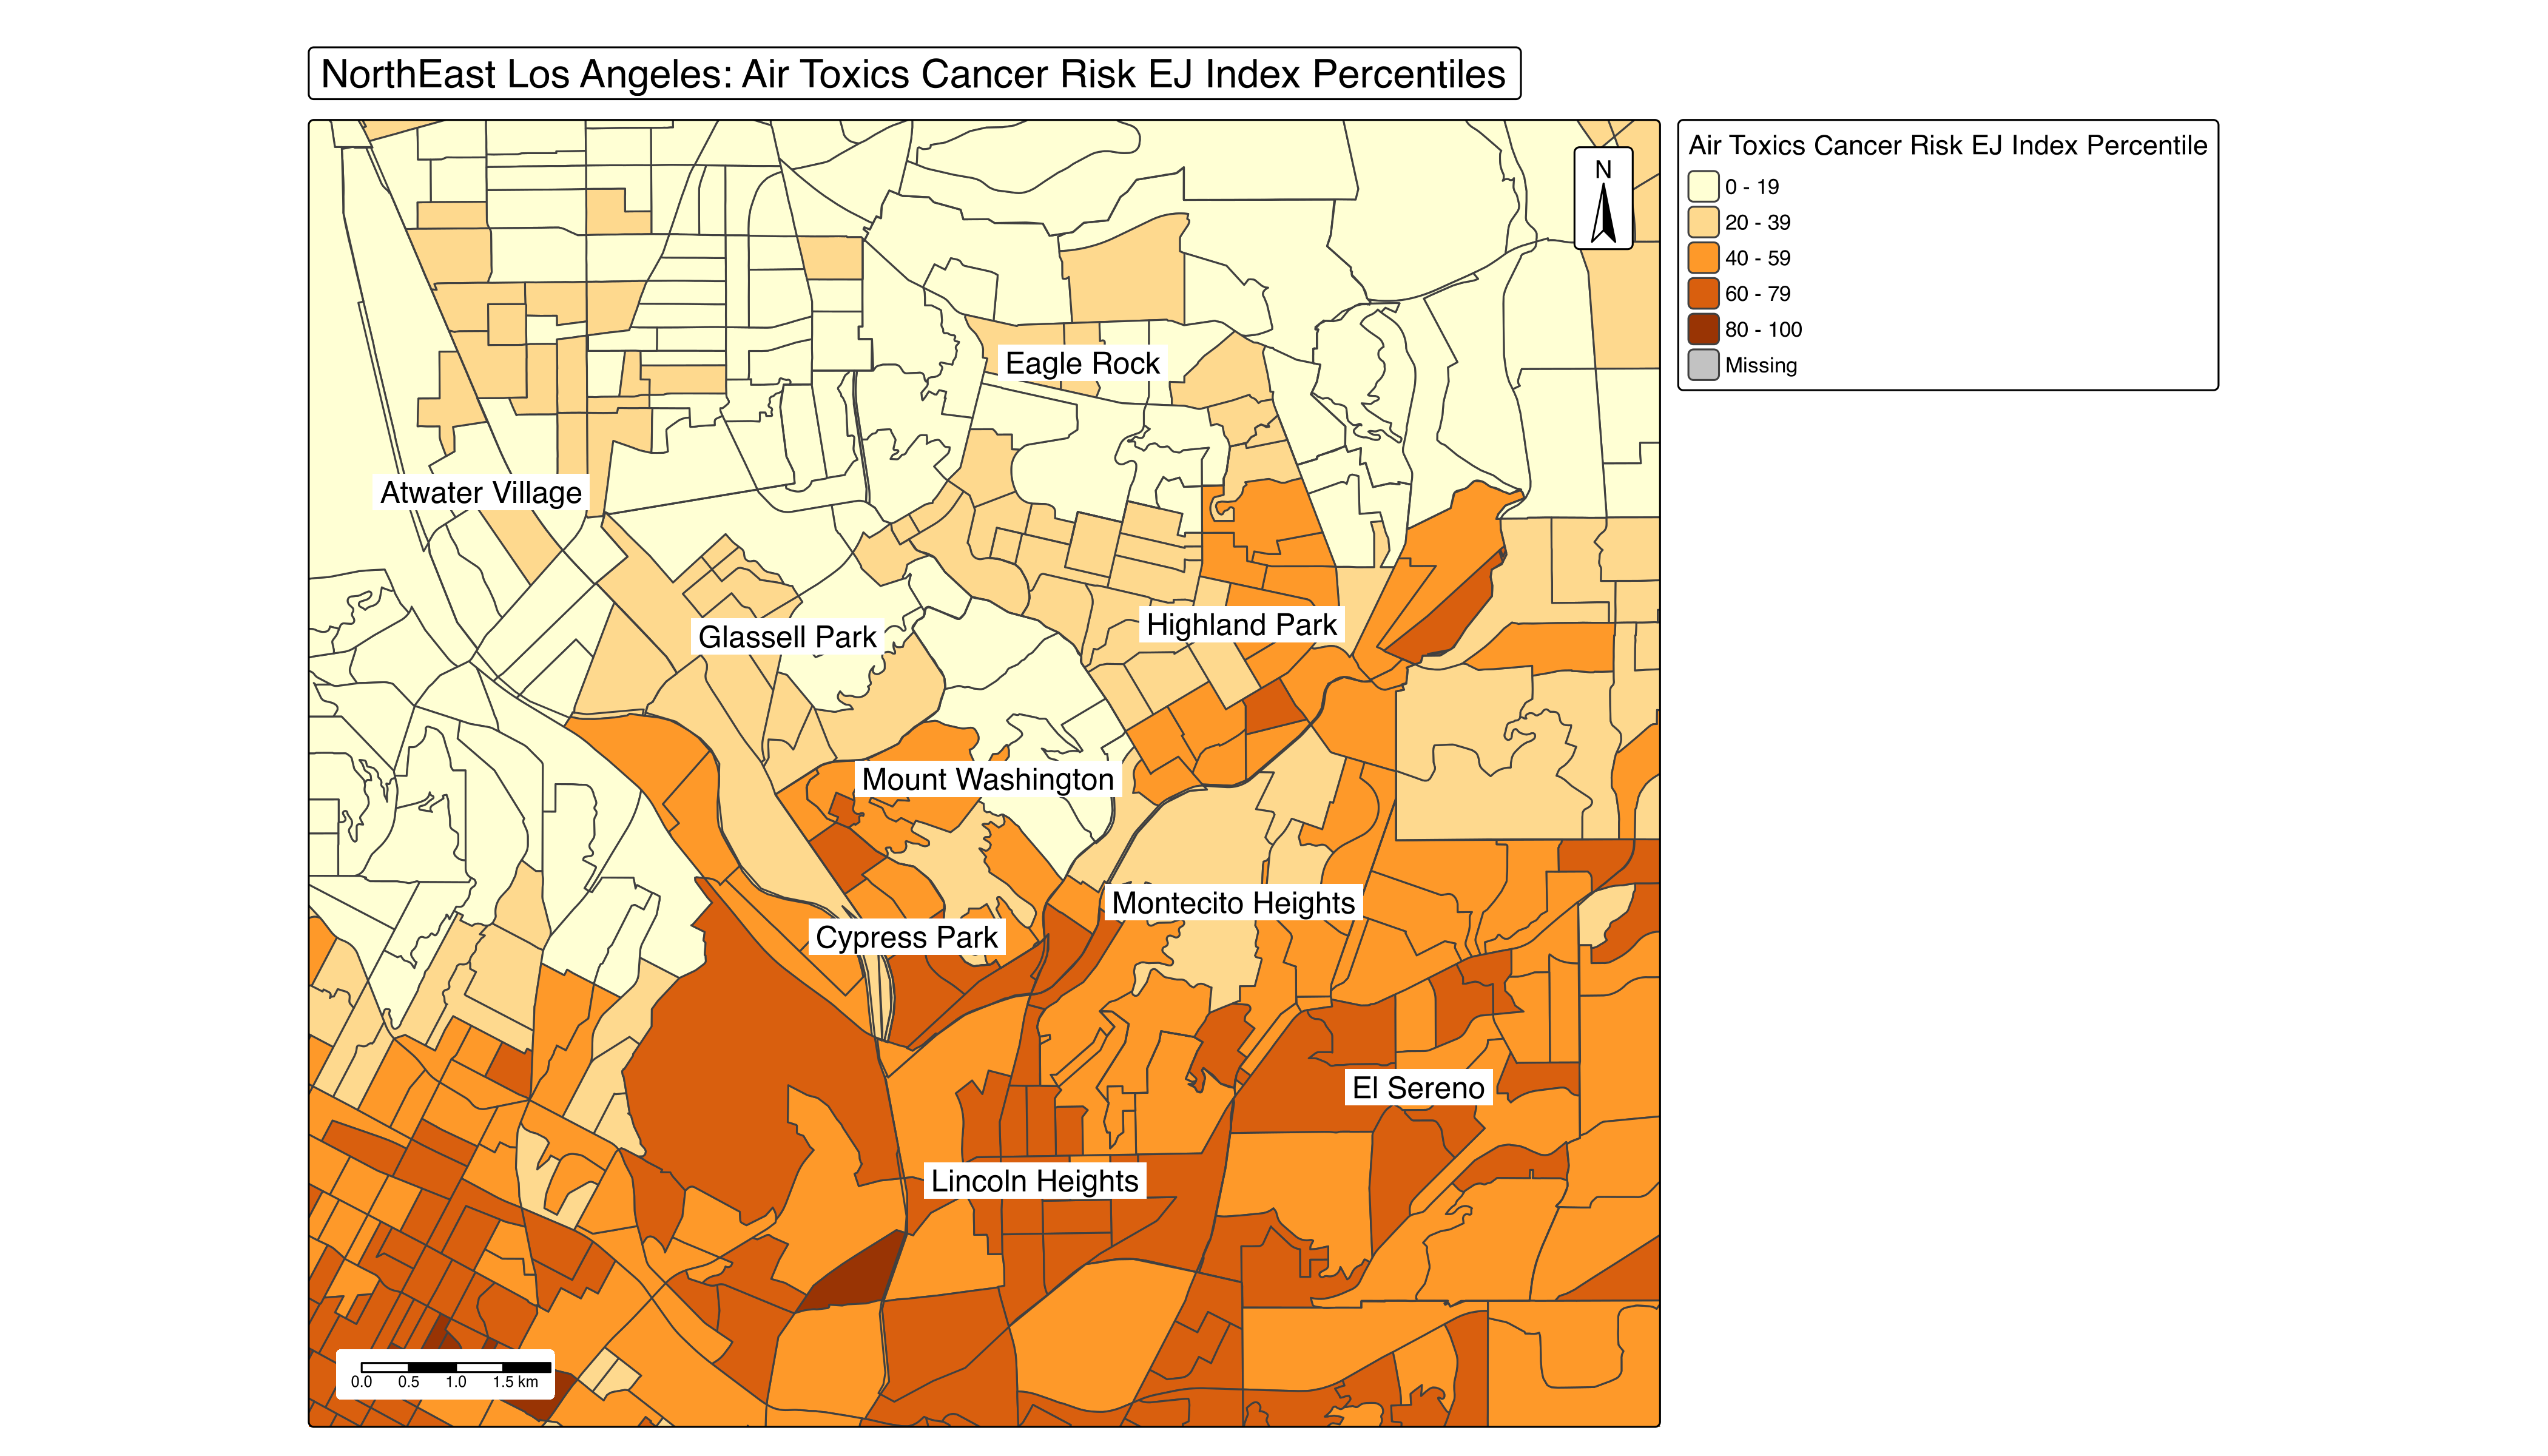 NorthEast Los Angeles: Air Toxics Cancer Risk EJ Index Percentiles
Air Toxics Cancer Risk EJ Index Percentile
0 - 19
20 - 39
40 - 59
60 - 79
80 - 100
Missing
N
Eagle Rock
Atwater Village
Highland Park
Glassell Park
Mount Washington
Montecito Heights
Cypress Park
El Sereno
Lincoln Heights
0.0 0.5 1.0 1.5 km